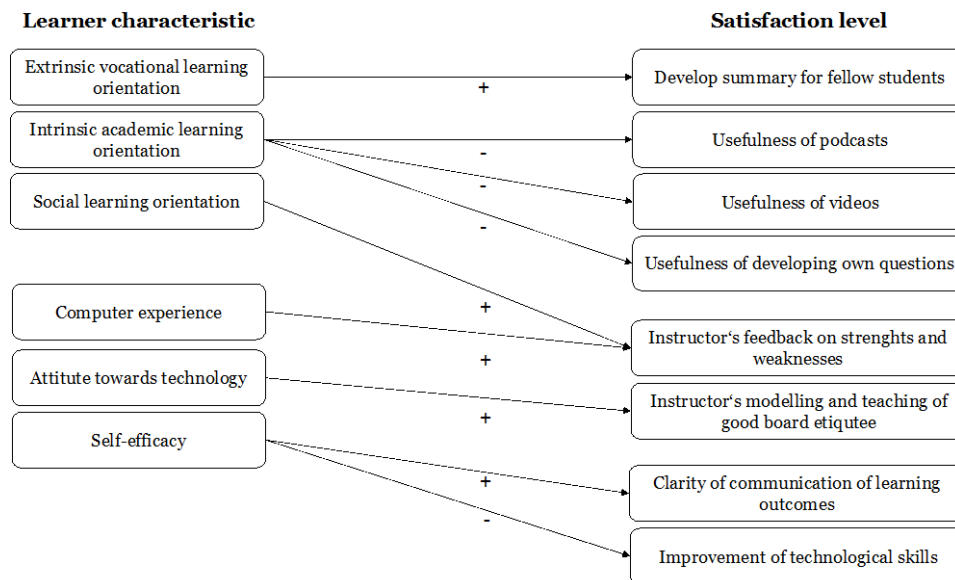 Learner characteristic
Satisfaction level
Extrinsic vocational learning
orientation
+
Develop summary for fellow students
Intrinsic academic learning
orientation
-
Usefulness of podcasts
Social learning orientation
-
Usefulness of videos
-
Usefulness of developing own questions
Computer experience
+
Instructor‘s feedback on strenghts and
weaknesses
Attitute towards technology
+
Instructor‘s modelling and teaching of
good board etiqutee
Self-efficacy
+
+
Clarity of communication of learning
outcomes
-
Improvement of technological skills